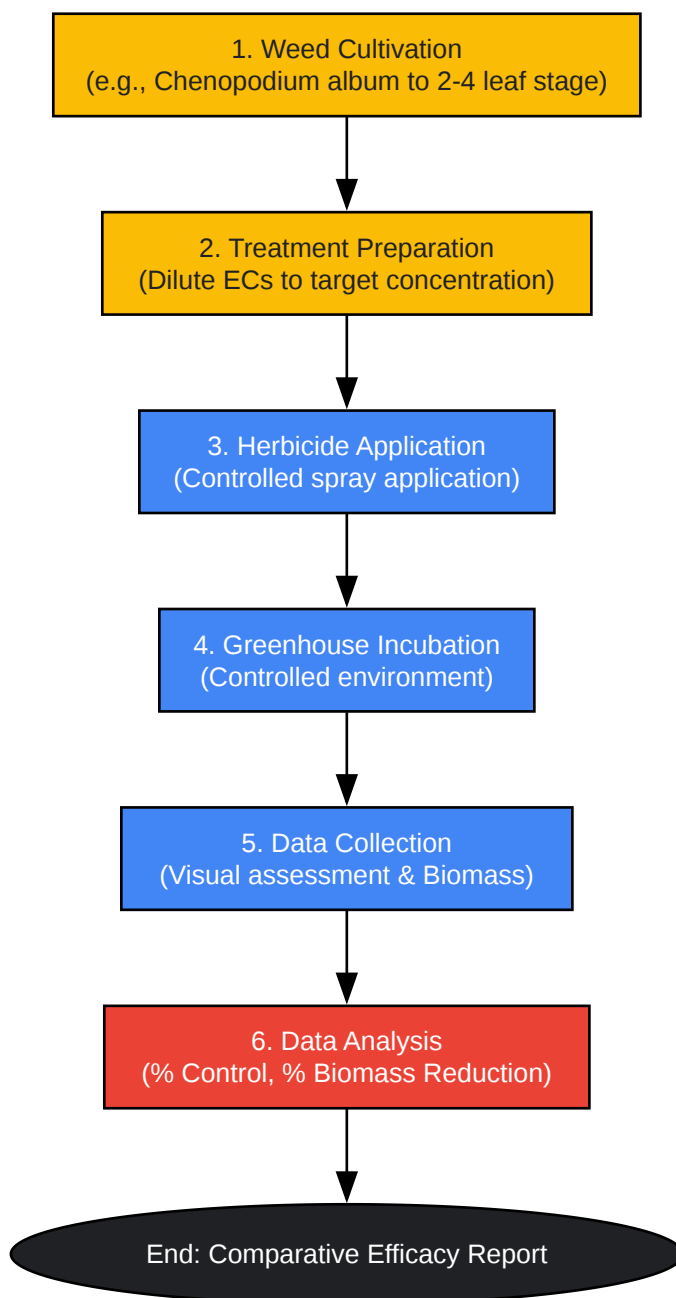 1. Weed Cultivation
(e.g., Chenopodium album to 2-4 leaf stage)
2. Treatment Preparation
(Dilute ECs to target concentration)
3. Herbicide Application
(Controlled spray application)
4. Greenhouse Incubation
(Controlled environment)
5. Data Collection
(Visual assessment & Biomass)
6. Data Analysis
(% Control, % Biomass Reduction)
End: Comparative Efficacy Report